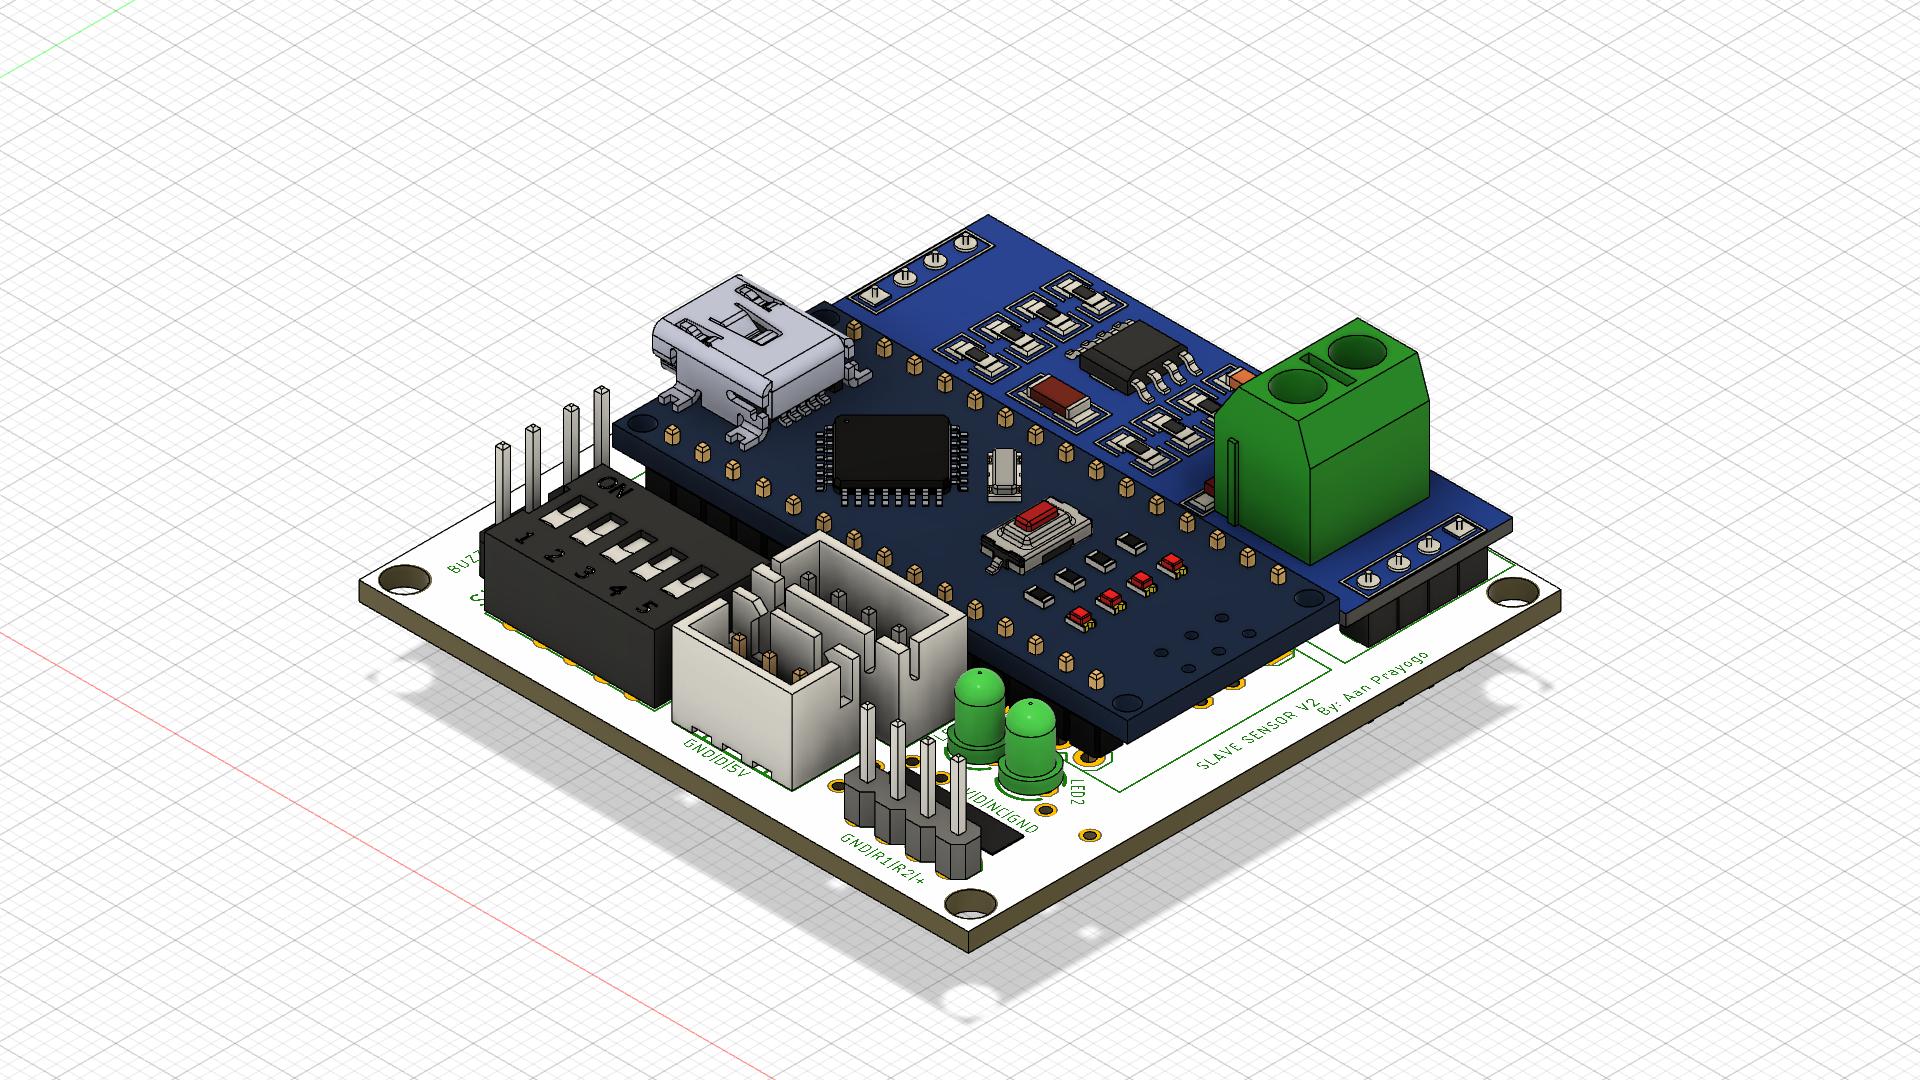 ON
1 2 3 4 5
GND|D|5V
GND|R1|R2|+
|D|NC|GND
LED2
SLAVE SENSOR V2
By: Aan Prayogo